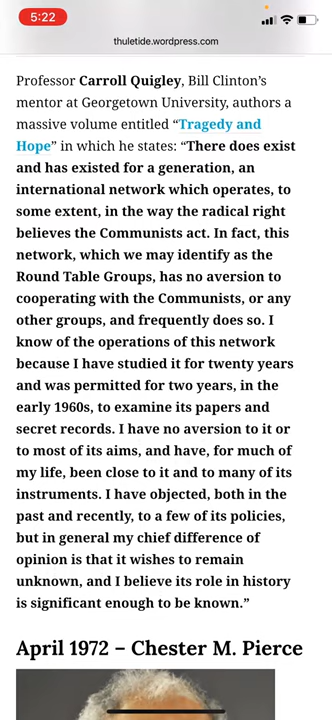 5:22
thuletide.wordpress.com
Professor Carroll Quigley, Bill Clinton’s
mentor at Georgetown University, authors a
massive volume entitled “Tragedy and
Hope” in which he states: “There does exist
and has existed for a generation, an
international network which operates, to
some extent, in the way the radical right
believes the Communists act. In fact, this
network, which we may identify as the
Round Table Groups, has no aversion to
cooperating with the Communists, or any
other groups, and frequently does so. I
know of the operations of this network
because I have studied it for twenty years
and was permitted for two years, in the
early 1960s, to examine its papers and
secret records. I have no aversion to it or
to most of its aims, and have, for much of
my life, been close to it and to many of its
instruments. I have objected, both in the
past and recently, to a few of its policies,
but in general my chief difference of
opinion is that it wishes to remain
unknown, and I believe its role in history
is significant enough to be known.”
April 1972 – Chester M. Pierce